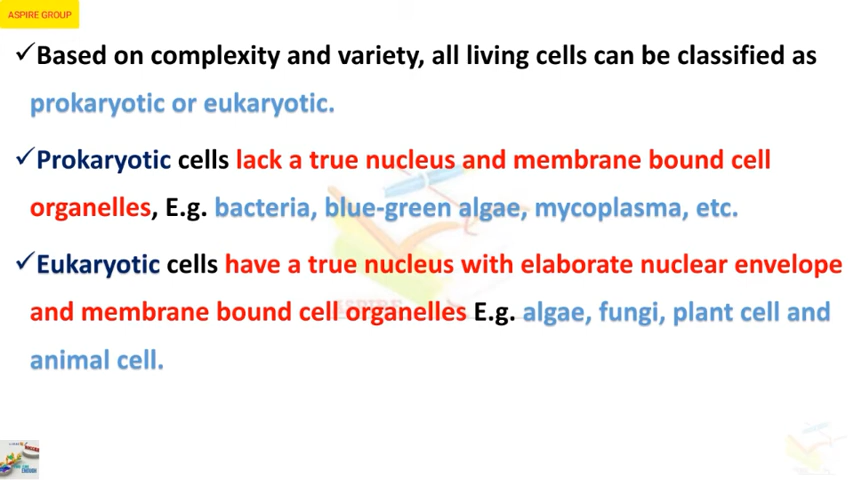 ASPIRE GROUP
✓Based on complexity and variety, all living cells can be classified as
prokaryotic or eukaryotic.
✓Prokaryotic cells lack a true nucleus and membrane bound cell
organelles, E.g. bacteria, blue-green algae, mycoplasma, etc.
✓Eukaryotic cells have a true nucleus with elaborate nuclear envelope
and membrane bound cell organelles E.g. algae, fungi, plant cell and
animal cell.
ASPIRE